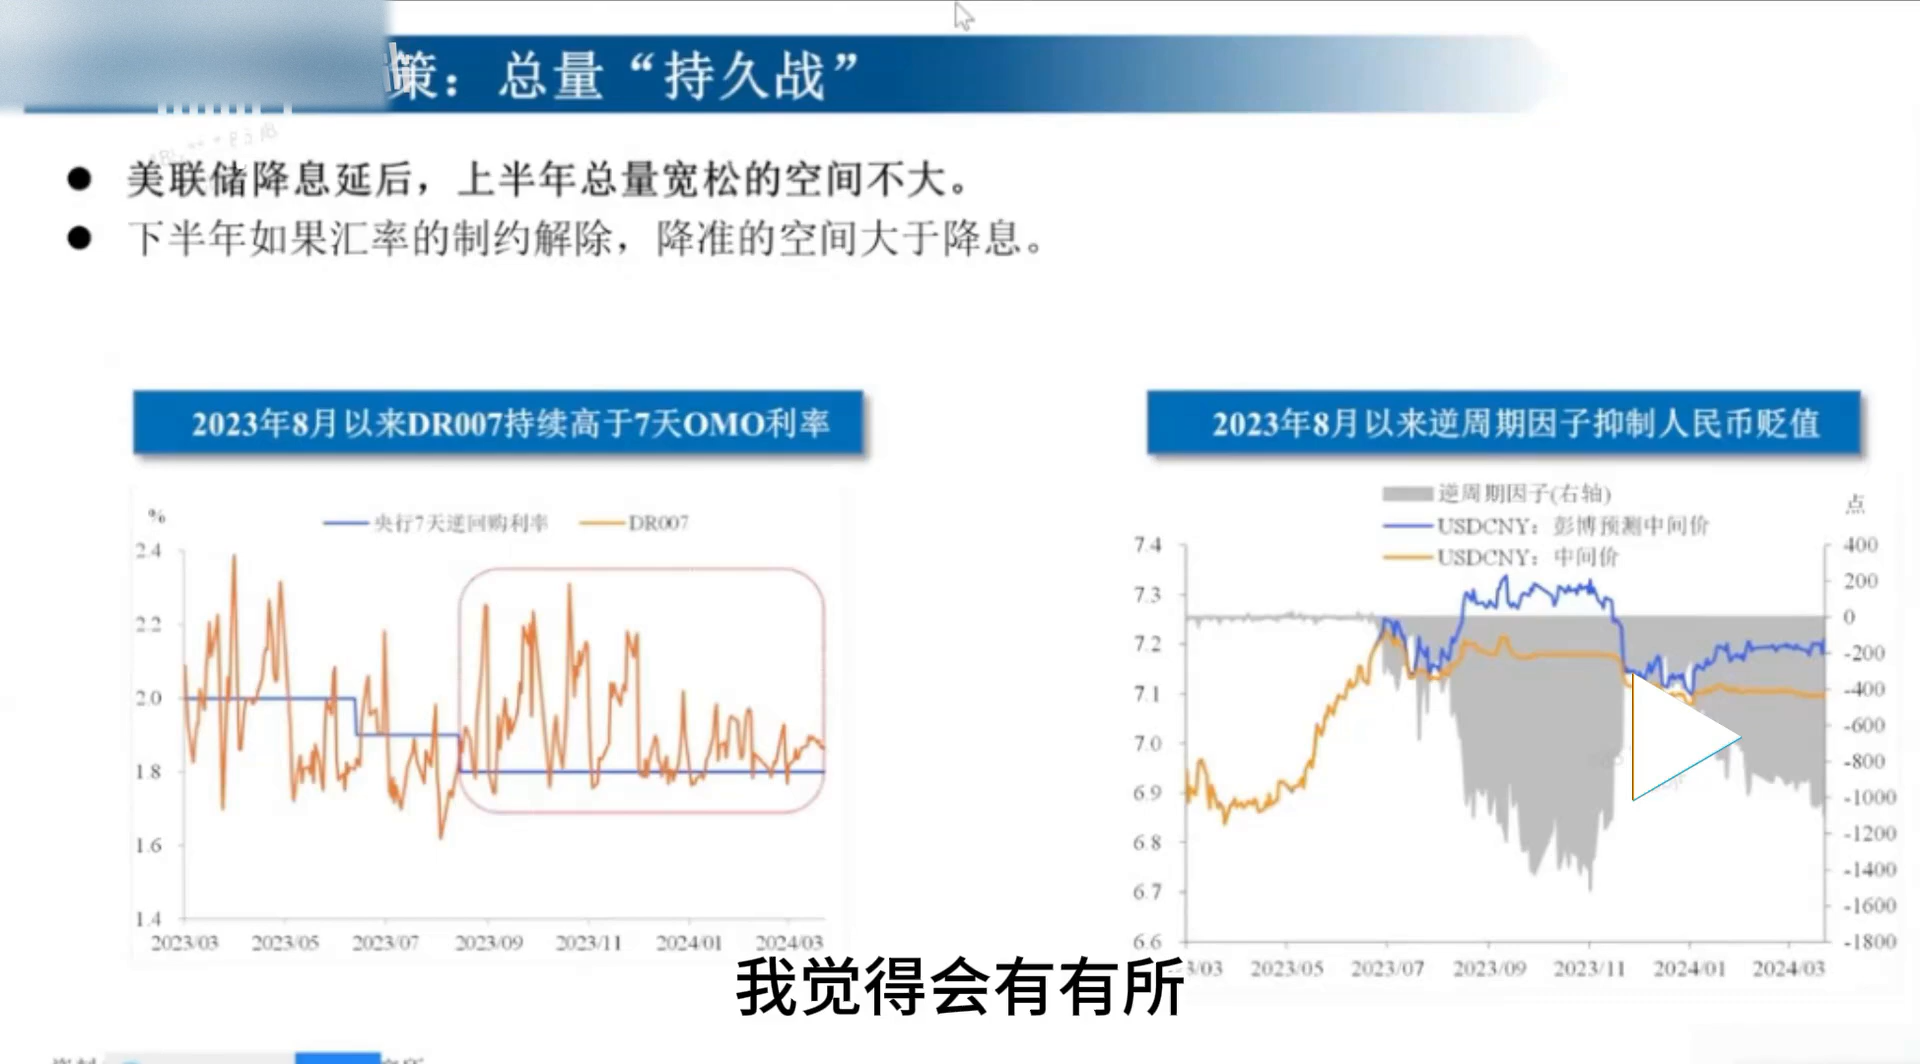 策：总量“持久战”
美联储降息延后，上半年总量宽松的空间不大。
下半年如果汇率的制约解除，降准的空间大于降息。
2023年8月以来DR007持续高于7天OMO利率
%
央行7天逆回购利率
DR007
2.4
2.2
2.0
1.8
1.6
1.4
2023/03 2023/05 2023/07 2023/09 2023/11 2024/01 2024/03
2023年8月以来逆周期因子抑制人民币贬值
逆周期因子(右轴)
点
USDCNY：彭博预测中间价
USDCNY：中间价
7.4
7.3
7.2
7.1
7.0
6.9
6.8
6.7
6.6
400
200
0
-200
-400
-600
-800
-1000
-1200
-1400
-1600
-1800
3/03 2023/05 2023/07 2023/09 2023/11 2024/01 2024/03
我觉得会有有所